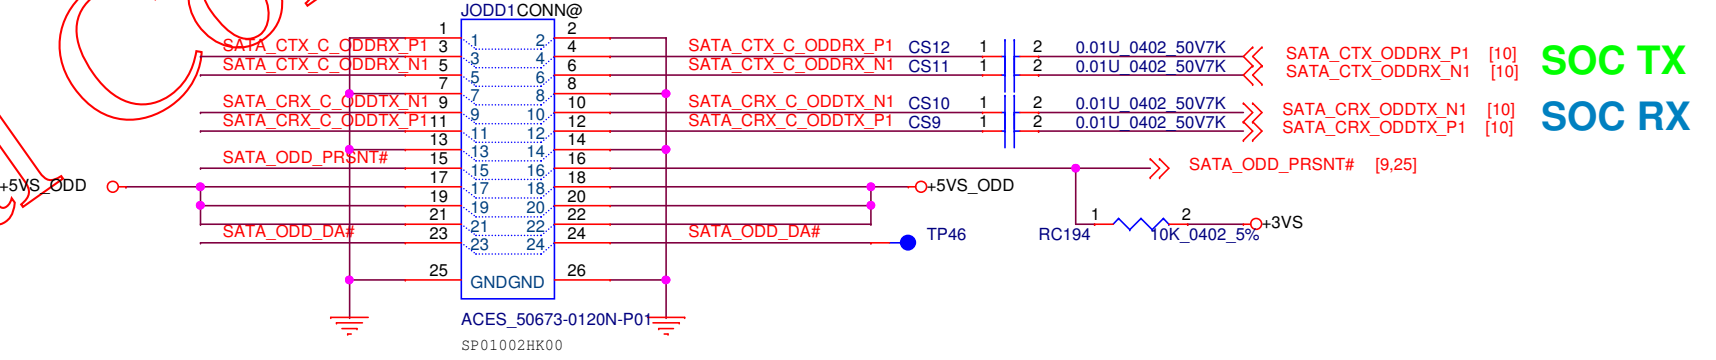 JODD1CONN@
1 1 2 2
SATA_CTX_C_ODDRX_P1 3 3 4 4 SATA_CTX_C_ODDRX_P1 CS12 1 2 0.01U_0402_50V7K SATA_CTX_ODDRX_P1 [10]
SATA_CTX_C_ODDRX_N1 5 5 6 6 SATA_CTX_C_ODDRX_N1 CS11 1 2 0.01U_0402_50V7K SATA_CTX_ODDRX_N1 [10]
SOC TX
7 7 8 8
SATA_CRX_C_ODDTX_N1 9 9 10 10 SATA_CRX_C_ODDTX_N1 CS10 1 2 0.01U_0402_50V7K SATA_CRX_ODDTX_N1 [10]
SATA_CRX_C_ODDTX_P1 11 11 12 12 SATA_CRX_C_ODDTX_P1 CS9 1 2 0.01U_0402_50V7K SATA_CRX_ODDTX_P1 [10]
SOC RX
13 13 14 14
SATA_ODD_PRSNT# 15 15 16 16 SATA_ODD_PRSNT# [9,25]
+5VS_ODD 17 17 18 18 +5VS_ODD
19 19 20 20
21 21 22 22
RC194 1 2 10K_0402_5% +3VS
SATA_ODD_DA# 23 23 24 24 SATA_ODD_DA# TP46
25 GND GND 26
ACES_50673-0120N-P01
SP01002HK00